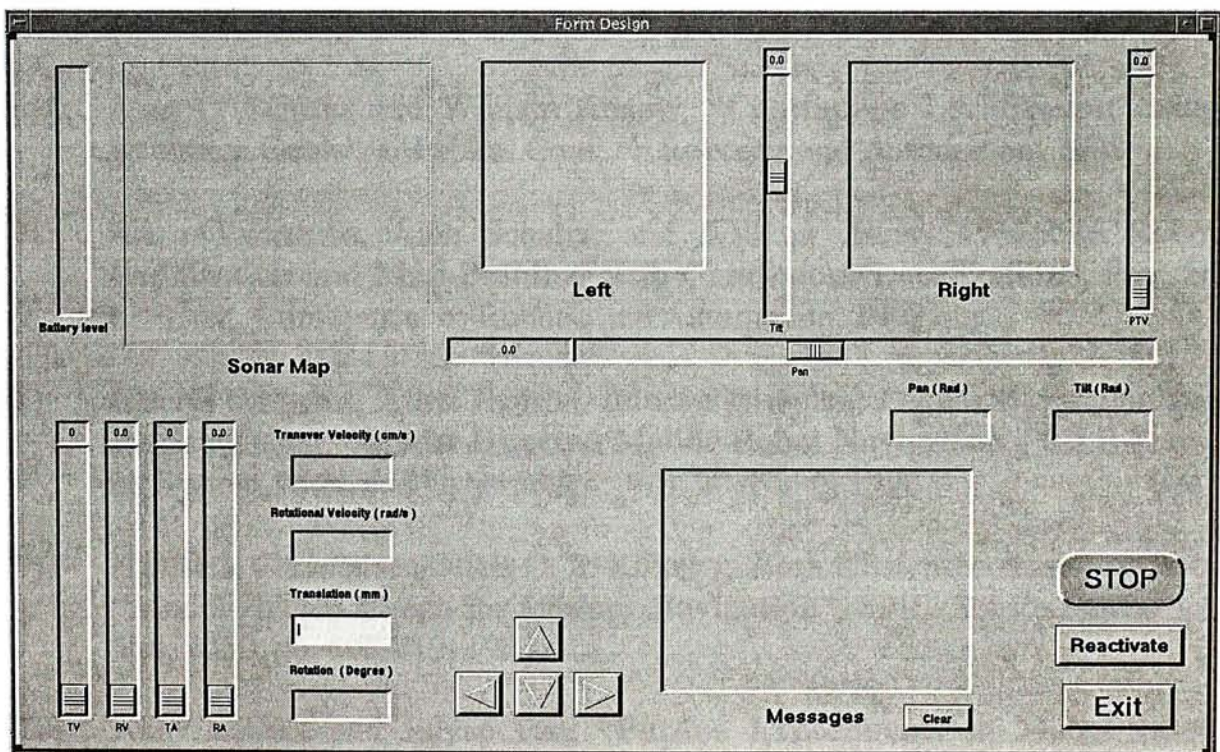 Form Design
0.0
0.0
Left
Right
Battery level
Tilt
PTV
Sonar Map
0.0
Pan
Pan ( Rad )
Tilt ( Rad )
0
0.0
0
0.0
Transver Velocity ( cm/s )
Rotational Velocity ( rad/s )
Translation ( mm )
Rotation ( Degree )
TV
RV
TA
RA
Messages
Clear
STOP
Reactivate
Exit